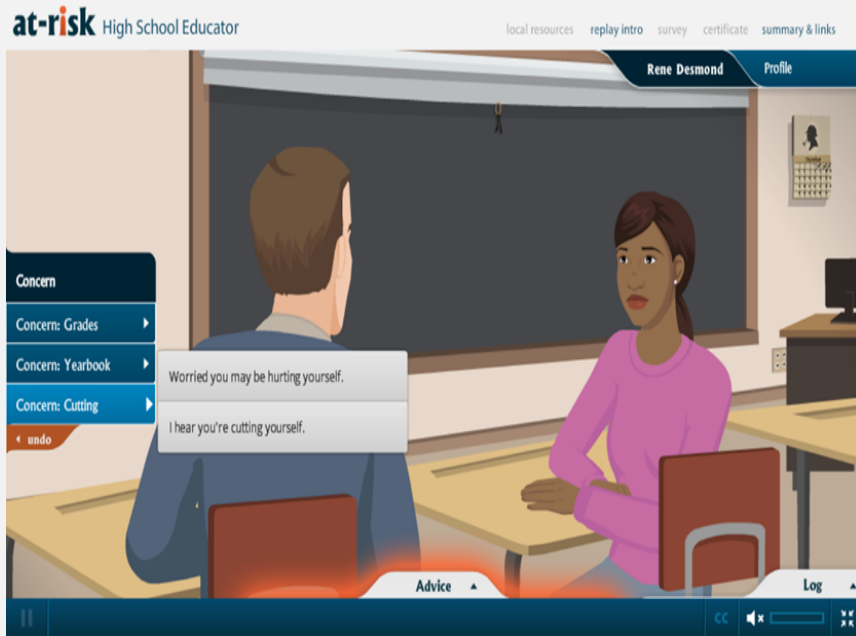 at-risk High School Educator
local resources replay intro survey certificate summary & links
Rene Desmond Profile
Concern
Concern: Grades
Concern: Yearbook
Concern: Cutting
undo
Worried you may be hurting yourself.
I hear you're cutting yourself.
Advice
Log
CC